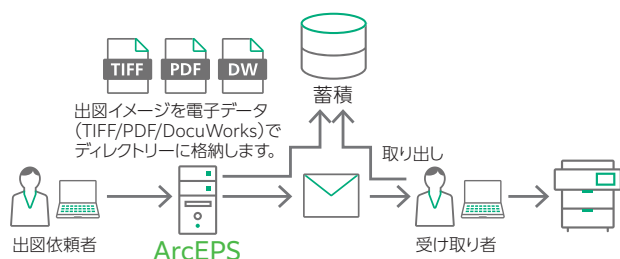 TIFF PDF DW
出図イメージを電子データ
（TIFF/PDF/DocuWorks）で
ディレクトリーに格納します。
蓄積
取り出し
出図依頼者
ArcEPS
受け取り者